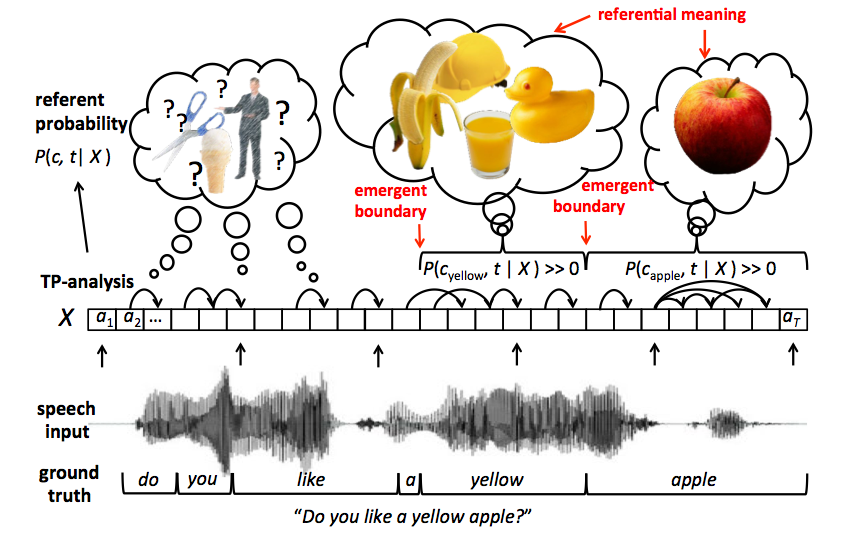 referential meaning
? ? ? ? ? ?
referent
probability
P(c, t| X )
emergent
boundary
emergent
boundary
P(c_yellow, t | X ) >> 0
P(c_apple, t | X ) >> 0
TP-analysis
X a_1 a_2 ... a_T
speech
input
ground
truth
do you like a yellow apple
“Do you like a yellow apple?”